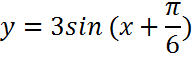 y = 3sin (x + π/6)